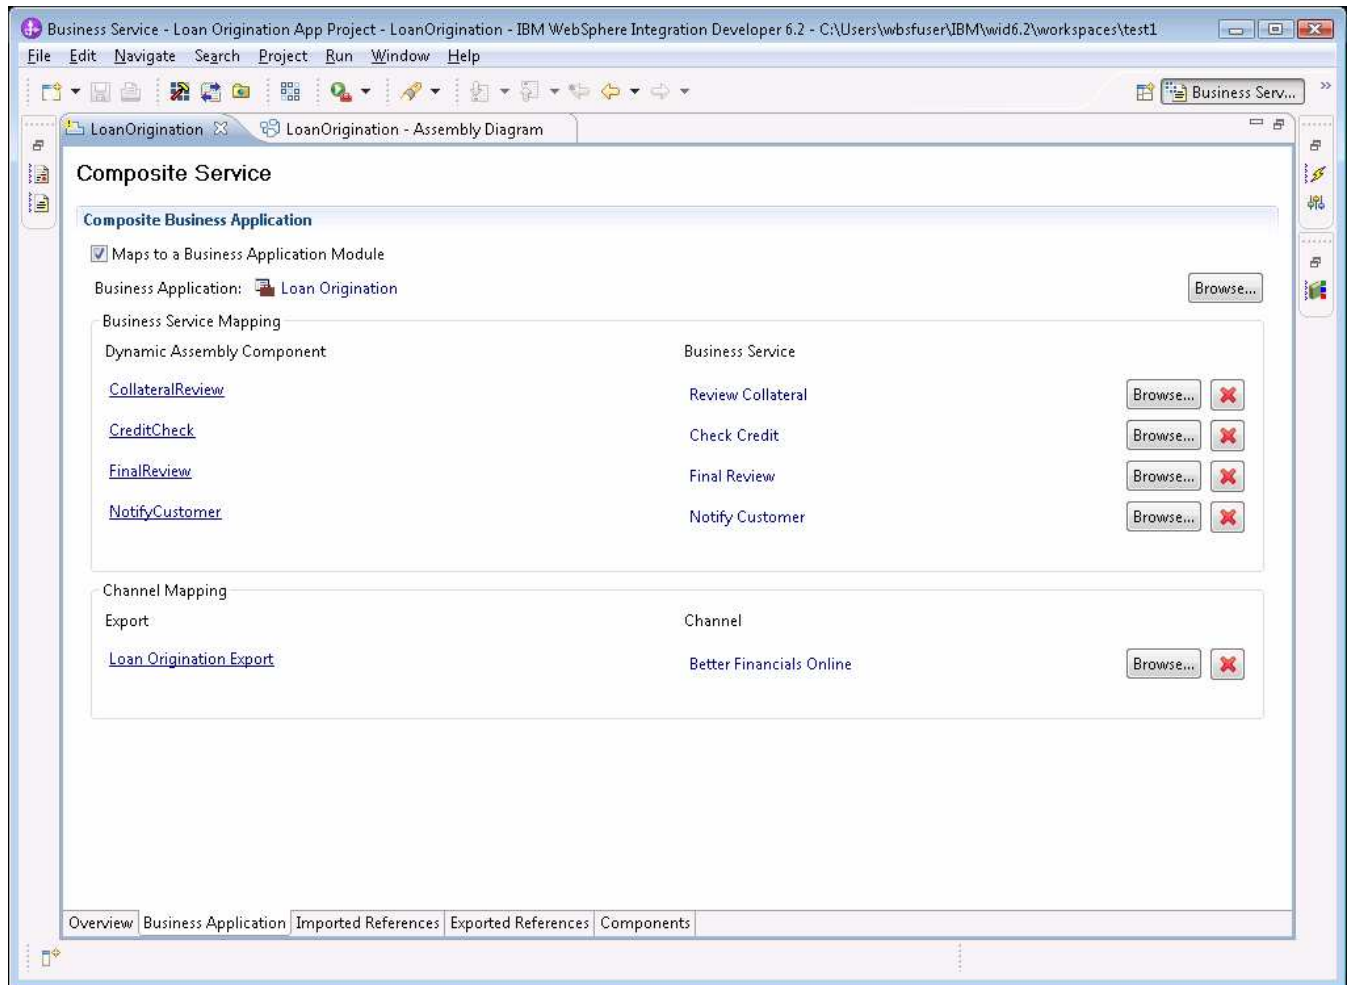 Business Service - Loan Origination App Project - LoanOrigination - IBM WebSphere Integration Developer 6.2 - C:\Users\wbsfuser\IBM\wid6.2\workspaces\test1
File Edit Navigate Search Project Run Window Help
Business Serv...
LoanOrigination LoanOrigination - Assembly Diagram
Composite Service
Composite Business Application
Maps to a Business Application Module
Business Application: Loan Origination Browse...
Business Service Mapping
Dynamic Assembly Component Business Service
CollateralReview Review Collateral Browse...
CreditCheck Check Credit Browse...
FinalReview Final Review Browse...
NotifyCustomer Notify Customer Browse...
Channel Mapping
Export Channel
Loan Origination Export Better Financials Online Browse...
Overview Business Application Imported References Exported References Components